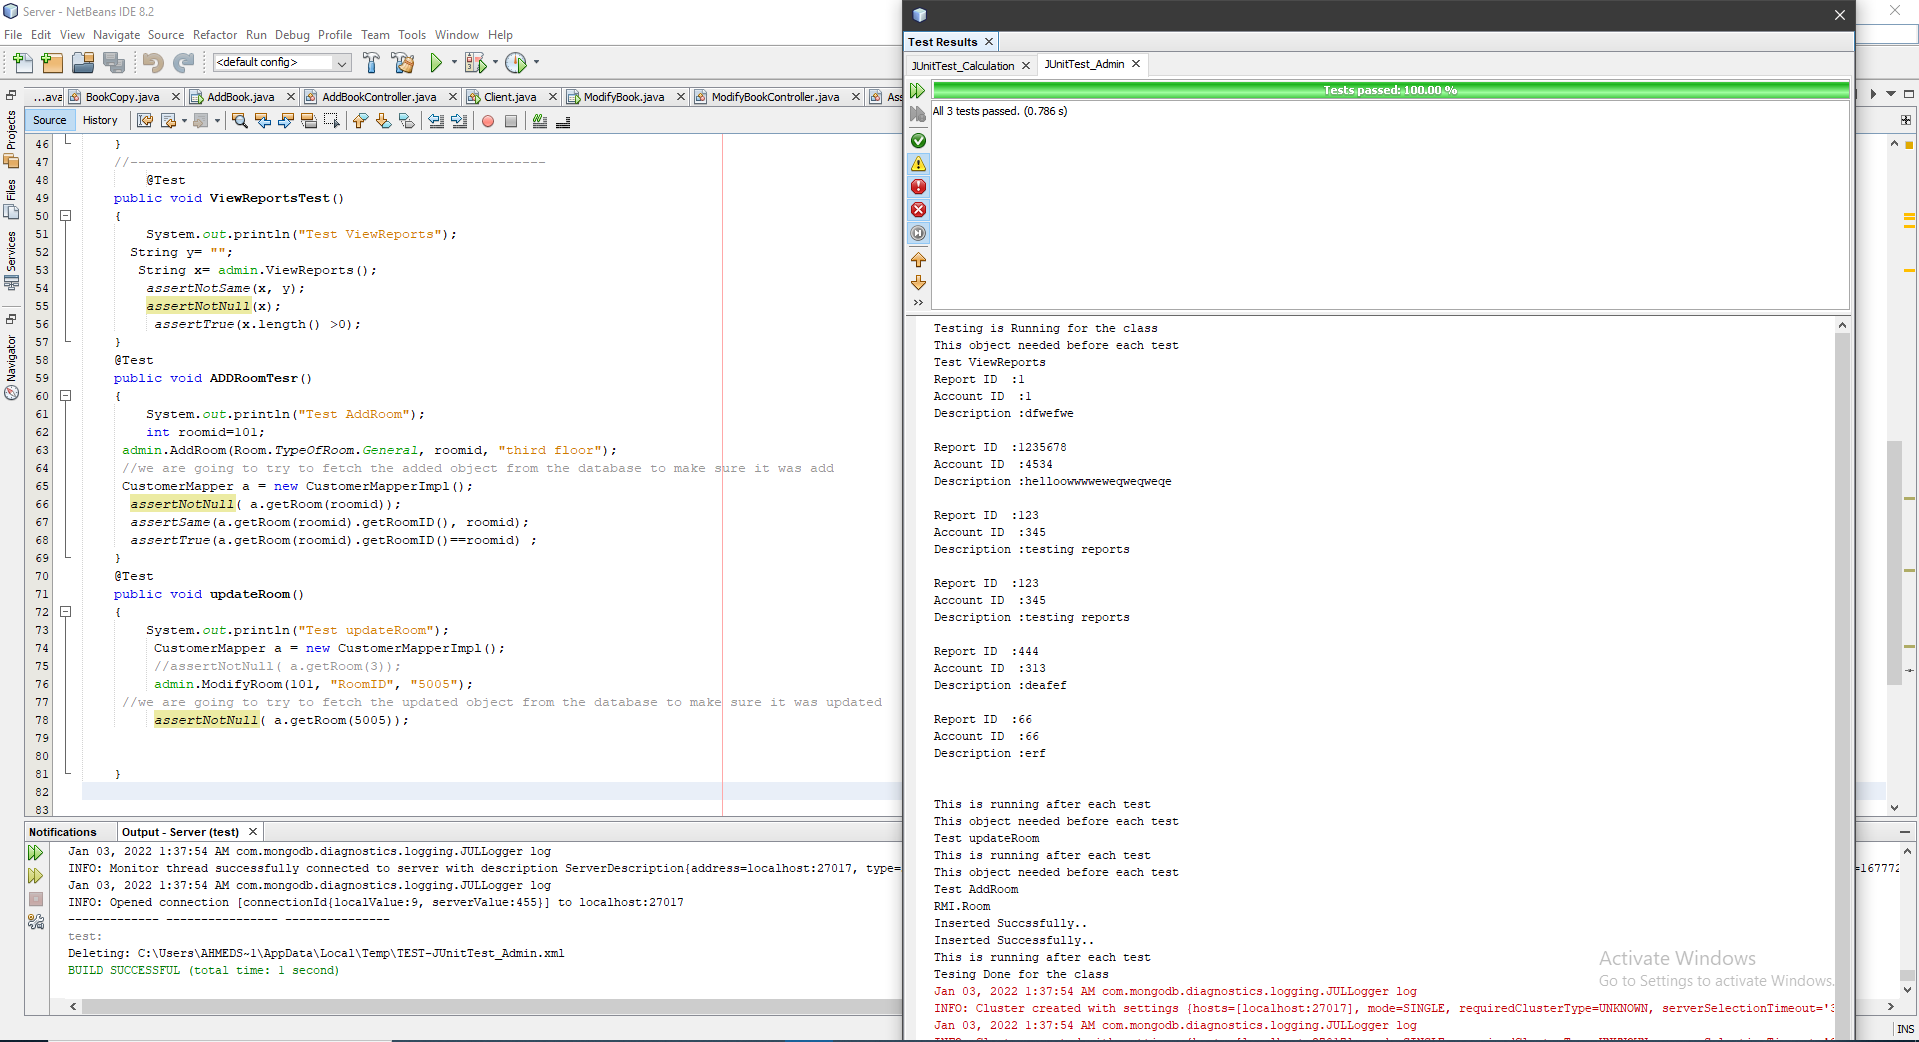 Server - NetBeans IDE 8.2
File Edit View Navigate Source Refactor Run Debug Profile Team Tools Window Help
<default config>
...ava BookCopy.java AddBook.java AddBookController.java Client.java ModifyBook.java ModifyBookController.java Ass
Source History
Projects
Files
Services
Navigator
46 }
47 //----------------------------------------------------
48 @Test
49 public void ViewReportsTest()
50 {
51 System.out.println("Test ViewReports");
52 String y= "";
53 String x= admin.ViewReports();
54 assertNotSame(x, y);
55 assertNotNull(x);
56 assertTrue(x.length() >0);
57 }
58 @Test
59 public void ADDRoomTesr()
60 {
61 System.out.println("Test AddRoom");
62 int roomid=101;
63 admin.AddRoom(Room.TypeOfRoom.General, roomid, "third floor");
64 //we are going to try to fetch the added object from the database to make sure it was add
65 CustomerMapper a = new CustomerMapperImpl();
66 assertNotNull( a.getRoom(roomid));
67 assertSame(a.getRoom(roomid).getRoomID(), roomid);
68 assertTrue(a.getRoom(roomid).getRoomID()==roomid) ;
69 }
70 @Test
71 public void updateRoom()
72 {
73 System.out.println("Test updateRoom");
74 CustomerMapper a = new CustomerMapperImpl();
75 //assertNotNull( a.getRoom(3));
76 admin.ModifyRoom(101, "RoomID", "5005");
77 //we are going to try to fetch the updated object from the database to make sure it was updated
78 assertNotNull( a.getRoom(5005));
79
80
81 }
82
83
Notifications Output - Server (test)
Jan 03, 2022 1:37:54 AM com.mongodb.diagnostics.logging.JULLogger log
INFO: Monitor thread successfully connected to server with description ServerDescription{address=localhost:27017, type=
=167772
Jan 03, 2022 1:37:54 AM com.mongodb.diagnostics.logging.JULLogger log
INFO: Opened connection [connectionId{localValue:9, serverValue:455}] to localhost:27017
------------- ---------------- ---------------
test:
Deleting: C:\Users\AHMEDS~1\AppData\Local\Temp\TEST-JUnitTest_Admin.xml
BUILD SUCCESSFUL (total time: 1 second)
Test Results
JUnitTest_Calculation JUnitTest_Admin
Tests passed: 100.00 %
All 3 tests passed. (0.786 s)
Testing is Running for the class
This object needed before each test
Test ViewReports
Report ID :1
Account ID :1
Description :dfwefwe
Report ID :1235678
Account ID :4534
Description :helloowwwweweqweqweqe
Report ID :123
Account ID :345
Description :testing reports
Report ID :123
Account ID :345
Description :testing reports
Report ID :444
Account ID :313
Description :deafef
Report ID :66
Account ID :66
Description :erf
This is running after each test
This object needed before each test
Test updateRoom
This is running after each test
This object needed before each test
Test AddRoom
RMI.Room
Inserted Succssfully..
Inserted Successfully..
This is running after each test
Tesing Done for the class
Jan 03, 2022 1:37:54 AM com.mongodb.diagnostics.logging.JULLogger log
INFO: Cluster created with settings {hosts=[localhost:27017], mode=SINGLE, requiredClusterType=UNKNOWN, serverSelectionTimeout='3
Jan 03, 2022 1:37:54 AM com.mongodb.diagnostics.logging.JULLogger log
Activate Windows
Go to Settings to activate Windows.
INS